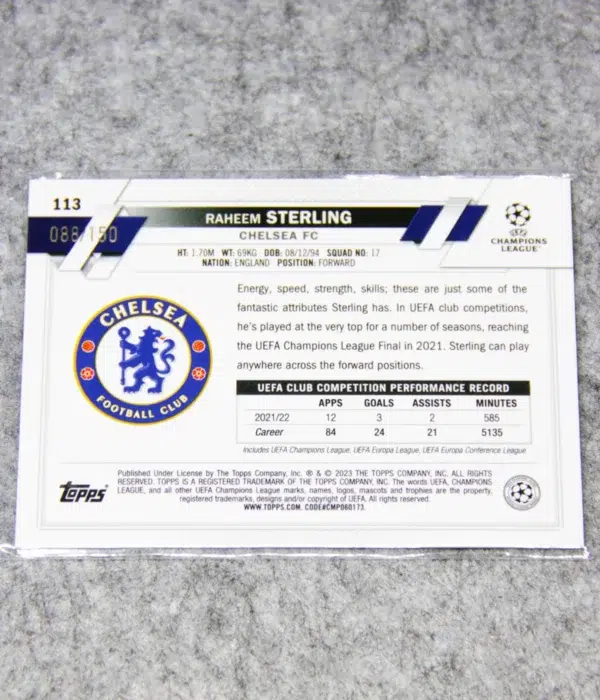 113
088/150
RAHEEM STERLING
CHELSEA FC
HT: 1.70M WT: 69KG DOB: 08/12/94 SQUAD NO: 17
NATION: ENGLAND POSITION: FORWARD
UEFA
CHAMPIONS
LEAGUE
CHELSEA
FOOTBALL CLUB
Energy, speed, strength, skills; these are just some of the
fantastic attributes Sterling has. In UEFA club competitions,
he's played at the very top for a number of seasons, reaching
the UEFA Champions League Final in 2021. Sterling can play
anywhere across the forward positions.
UEFA CLUB COMPETITION PERFORMANCE RECORD
APPS GOALS ASSISTS MINUTES
2021/22 12 3 2 585
Career 84 24 21 5135
Includes UEFA Champions League, UEFA Europa League, UEFA Europa Conference League
Topps
Published Under License by The Topps Company, Inc. ® & © 2023 THE TOPPS COMPANY, INC. ALL RIGHTS
RESERVED. TOPPS IS A REGISTERED TRADEMARK OF THE TOPPS COMPANY, INC. The words UEFA, CHAMPIONS
LEAGUE, and all other UEFA Champions League marks, names, logos, mascots and trophies are the property,
registered trademarks, designs and/or copyright of UEFA. All rights reserved.
WWW.TOPPS.COM. CODE#CMP060173.